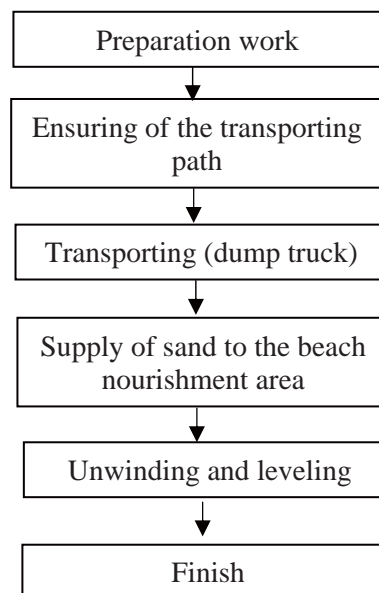 Preparation work
Ensuring of the transporting
path
Transporting (dump truck)
Supply of sand to the beach
nourishment area
Unwinding and leveling
Finish